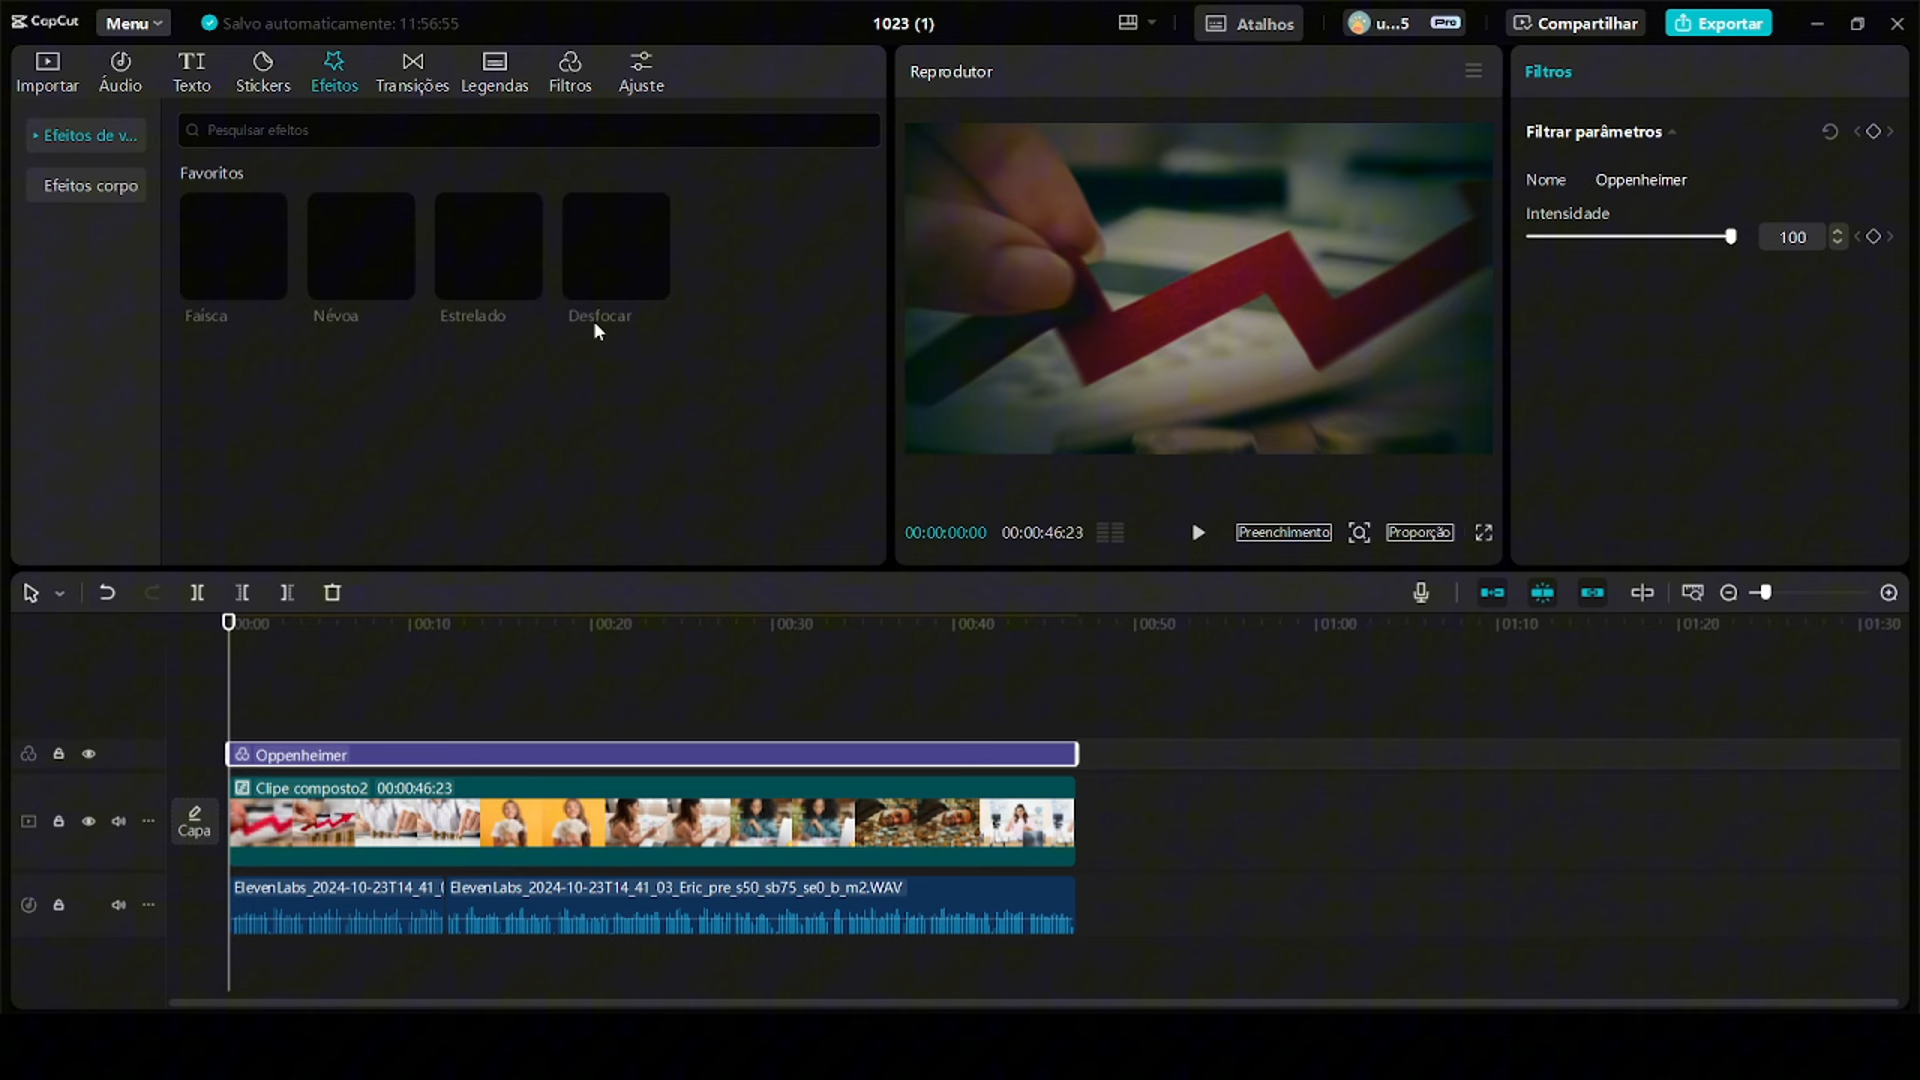 CapCut
Menu
Salvo automaticamente: 11:56:55
1023 (1)
Atalhos
u...5
Pro
Compartilhar
Exportar
Importar
Áudio
TI
Texto
Stickers
Efeitos
Transições
Legendas
Filtros
Ajuste
Efeitos de v...
Efeitos corpo
Pesquisar efeitos
Favoritos
Faísca
Névoa
Estrelado
Desfocar
Reprodutor
00:00:00:00
00:00:46:23
Preenchimento
Proporção
Filtros
Filtrar parâmetros
Nome Oppenheimer
Intensidade
100
00:00
00:10
00:20
00:30
00:40
00:50
01:00
01:10
01:20
01:30
Oppenheimer
Clipe composto2 00:00:46:23
Capa
ElevenLabs_2024-10-23T14_41_
ElevenLabs_2024-10-23T14_41_03_Eric_pre_s50_sb75_se0_b_m2.WAV